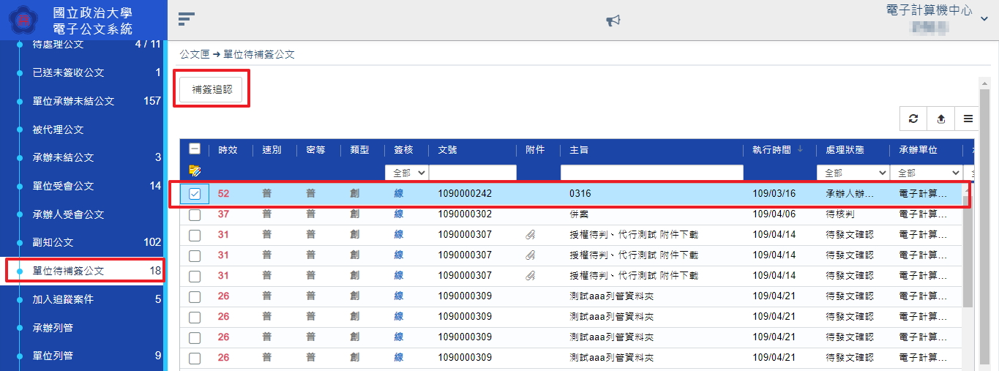 國立政治大學
電子公文系統
電子計算機中心
待處理公文 4 / 11
已送未簽收公文 1
單位承辦未結公文 157
被代理公文
承辦未結公文 3
單位受會公文 14
承辦人受會公文
副知公文 102
單位待補簽公文 18
加入追蹤案件 5
承辦列管
單位列管 9
公文匣 ➔ 單位待補簽公文
補簽追認
時效 速別 密等 類型 簽核 文號 附件 主旨 執行時間 ↓ 處理狀態 承辦單位
全部 全部 全部
52 普 普 創 線 1090000242 0316 109/03/16 承辦人辦... 電子計算...
37 普 普 創 線 1090000302 併案 109/04/06 待核判 電子計算...
31 普 普 創 線 1090000307 授權待判、代行測試 附件下載 109/04/14 待發文確認 電子計算...
31 普 普 創 線 1090000307 授權待判、代行測試 附件下載 109/04/14 待發文確認 電子計算...
31 普 普 創 線 1090000307 授權待判、代行測試 附件下載 109/04/14 待發文確認 電子計算...
26 普 普 創 線 1090000309 測試aaa列管資料夾 109/04/21 待發文確認 電子計算...
26 普 普 創 線 1090000309 測試aaa列管資料夾 109/04/21 待發文確認 電子計算...
26 普 普 創 線 1090000309 測試aaa列管資料夾 109/04/21 待發文確認 電子計算...
26 普 普 創 線 1090000309 測試aaa列管資料夾 109/04/21 待發文確認 電子計算...